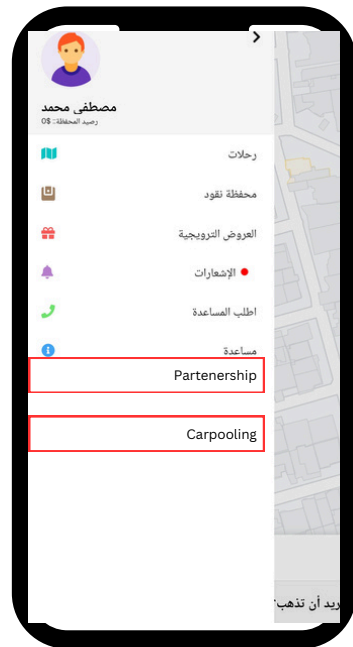 مصطفى محمد
رصيد المحفظة: 0$
رحلات
محفظة نقود
العروض الترويجية
الإشعارات
اطلب المساعدة
مساعدة
Partenership
Carpooling
ريد أن تذهب؟